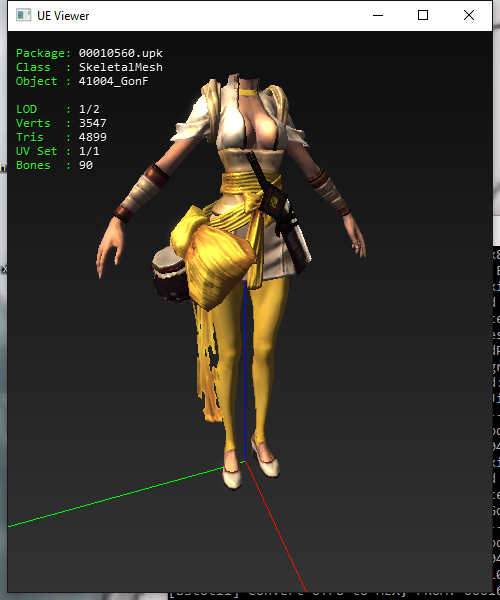 UE Viewer
Package: 00010560.upk
Class : SkeletalMesh
Object : 41004_GonF
LOD : 1/2
Verts : 3547
Tris : 4899
UV Set : 1/1
Bones : 90